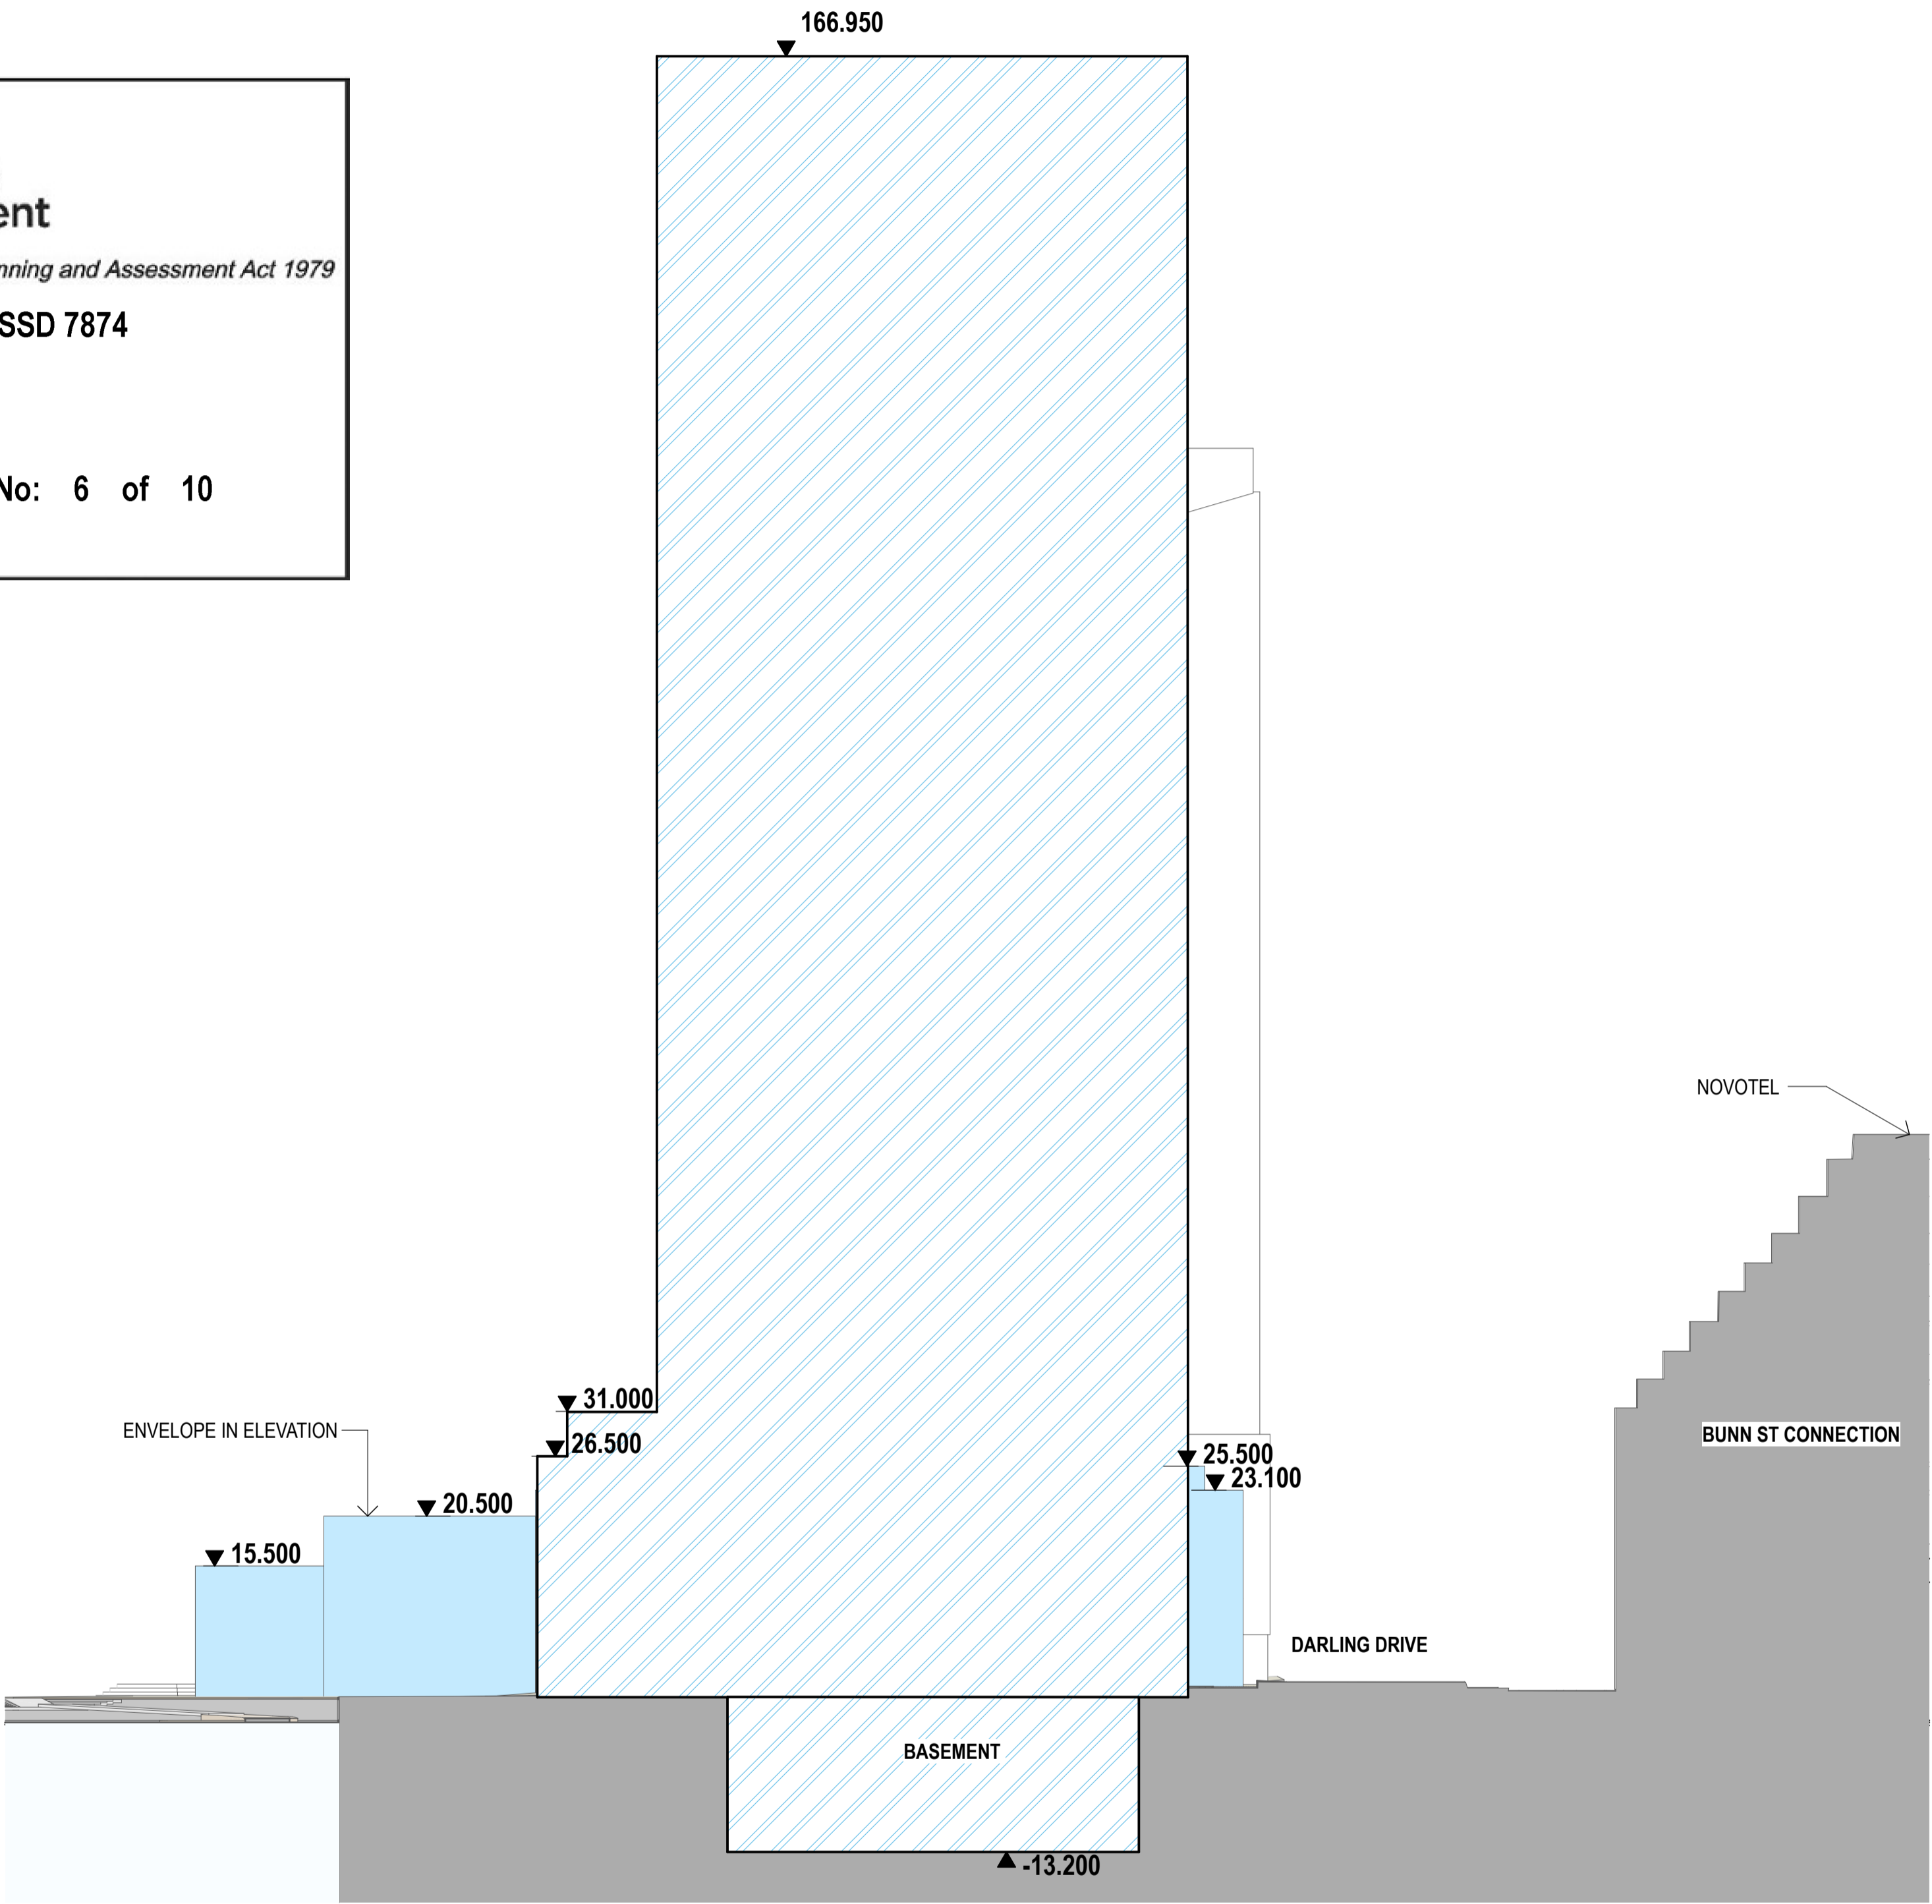 166.950
nning and Assessment Act 1979
SSD 7874
No: 6 of 10
NOVOTEL
31.000
ENVELOPE IN ELEVATION
26.500
BUNN ST CONNECTION
25.500
23.100
20.500
15.500
DARLING DRIVE
BASEMENT
-13.200